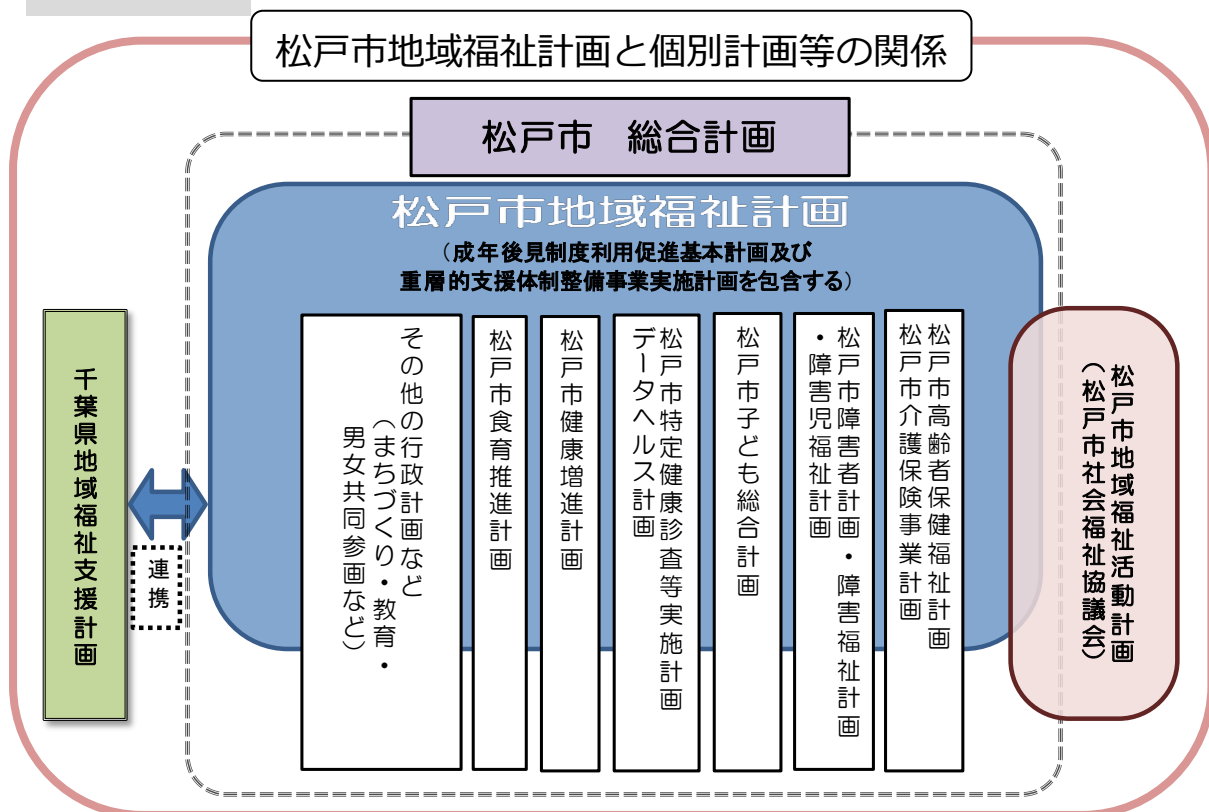 松戸市地域福祉計画と個別計画等の関係
松戸市 総合計画
松戸市地域福祉計画
（成年後見制度利用促進基本計画及び
重層的支援体制整備事業実施計画を包含する）
松戸市高齢者保健福祉計画
松戸市介護保険事業計画
松戸市障害者計画・障害福祉計画
・障害児福祉計画
松戸市子ども総合計画
松戸市特定健康診査等実施計画
データヘルス計画
松戸市健康増進計画
松戸市食育推進計画
その他の行政計画など
（まちづくり・教育・
男女共同参画など）
千葉県地域福祉支援計画
連携
松戸市地域福祉活動計画
（松戸市社会福祉協議会）